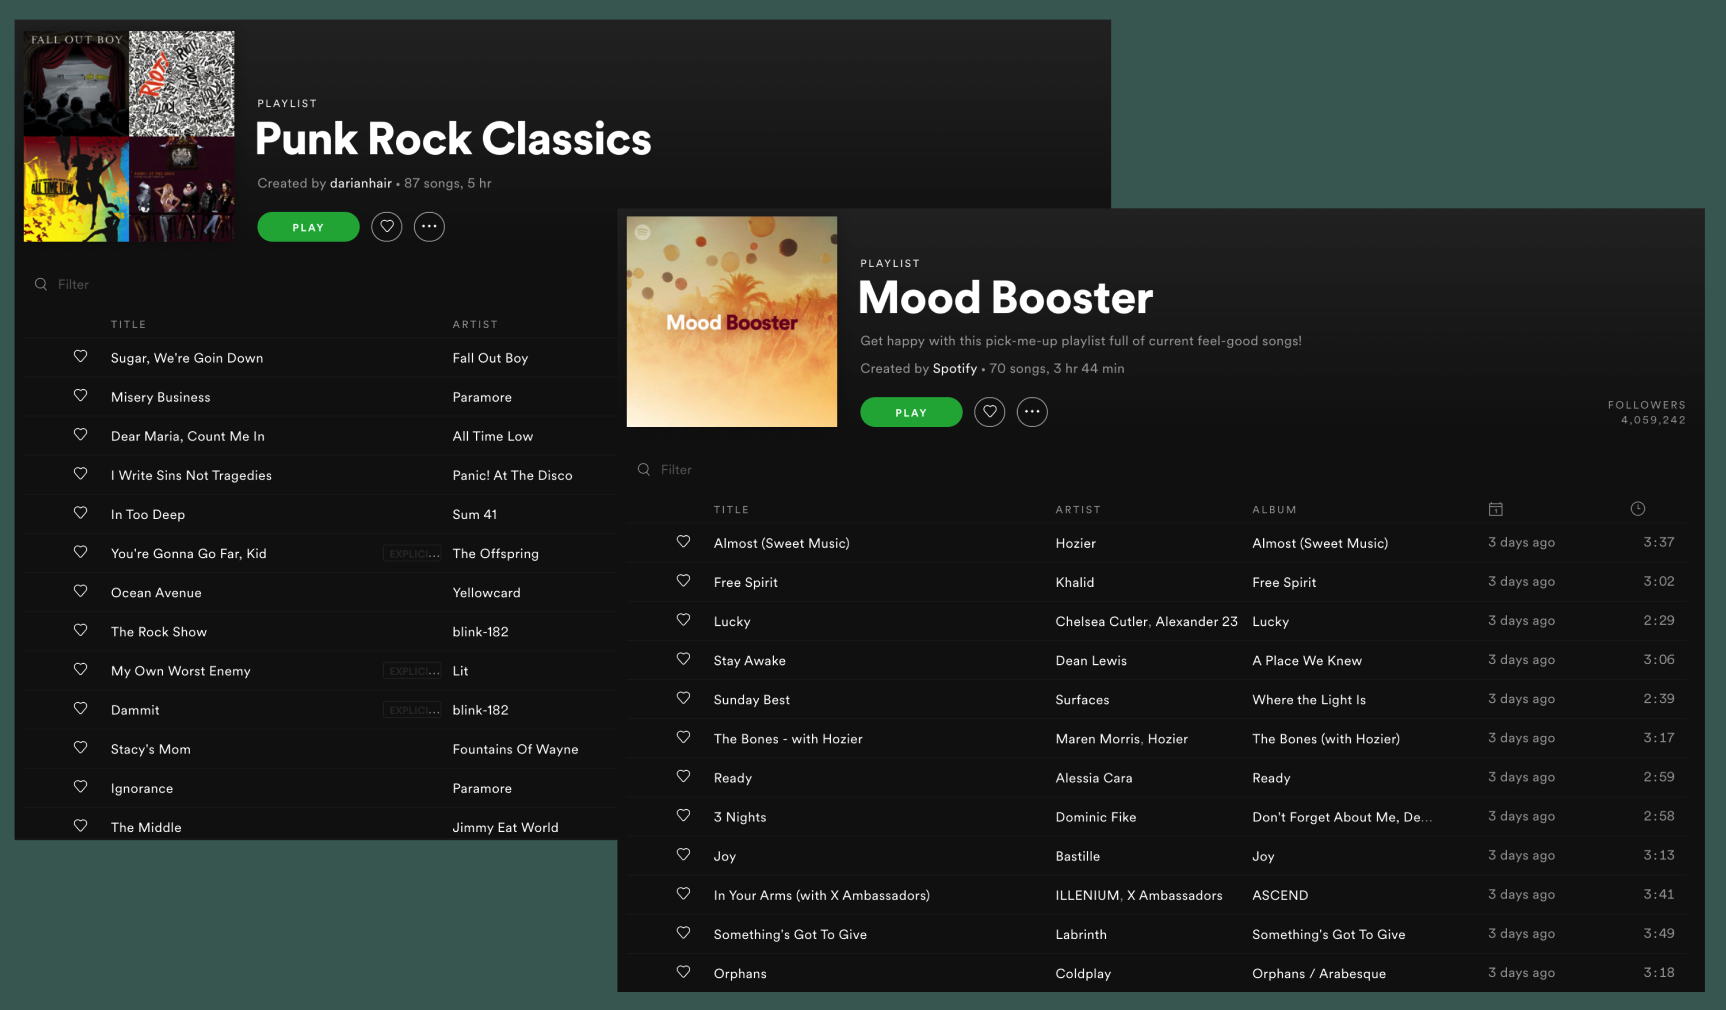 FALL OUT BOY
RIOT!
ALL TIME LOW
PLAYLIST
Punk Rock Classics
Created by darianhair • 87 songs, 5 hr
PLAY
Filter
TITLE ARTIST
Sugar, We're Goin Down Fall Out Boy
Misery Business Paramore
Dear Maria, Count Me In All Time Low
I Write Sins Not Tragedies Panic! At The Disco
In Too Deep Sum 41
You're Gonna Go Far, Kid EXPLICI... The Offspring
Ocean Avenue Yellowcard
The Rock Show blink-182
My Own Worst Enemy EXPLICI... Lit
Dammit EXPLICI... blink-182
Stacy's Mom Fountains Of Wayne
Ignorance Paramore
The Middle Jimmy Eat World
Mood Booster
PLAYLIST
Mood Booster
Get happy with this pick-me-up playlist full of current feel-good songs!
Created by Spotify • 70 songs, 3 hr 44 min
PLAY
FOLLOWERS
4,059,242
Filter
TITLE ARTIST ALBUM
Almost (Sweet Music) Hozier Almost (Sweet Music) 3 days ago 3:37
Free Spirit Khalid Free Spirit 3 days ago 3:02
Lucky Chelsea Cutler, Alexander 23 Lucky 3 days ago 2:29
Stay Awake Dean Lewis A Place We Knew 3 days ago 3:06
Sunday Best Surfaces Where the Light Is 3 days ago 2:39
The Bones - with Hozier Maren Morris, Hozier The Bones (with Hozier) 3 days ago 3:17
Ready Alessia Cara Ready 3 days ago 2:59
3 Nights Dominic Fike Don't Forget About Me, De... 3 days ago 2:58
Joy Bastille Joy 3 days ago 3:13
In Your Arms (with X Ambassadors) ILLENIUM, X Ambassadors ASCEND 3 days ago 3:41
Something's Got To Give Labrinth Something's Got To Give 3 days ago 3:49
Orphans Coldplay Orphans / Arabesque 3 days ago 3:18